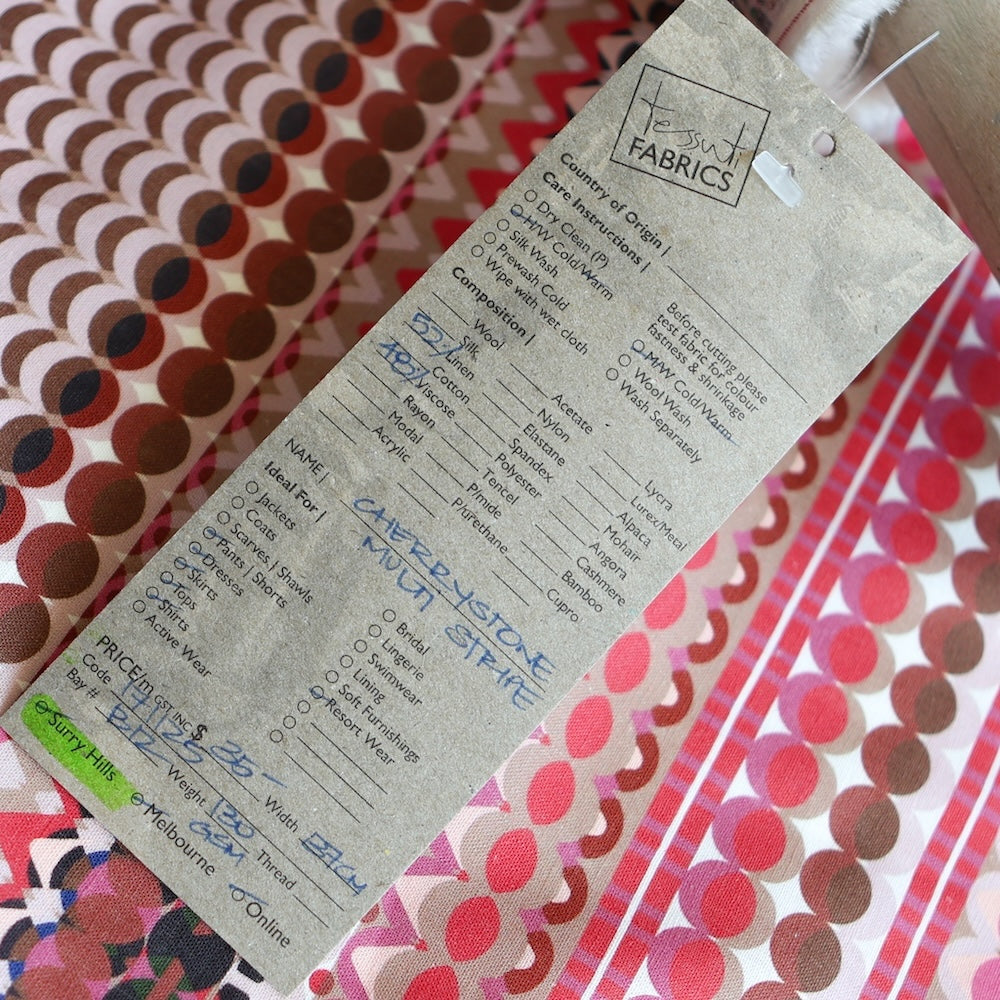 tessuti
FABRICS
Country of Origin |
Care Instructions |
Dry Clean (P)
H/W Cold/Warm
Silk Wash
Prewash Cold
Wipe with wet cloth
Before cutting please
test fabric for colour
fastness & shrinkage
M/W Cold/Warm
Wool Wash
Wash Separately
Composition |
Wool
Silk
52% Linen
48% Cotton
Viscose
Rayon
Modal
Acrylic
Acetate
Nylon
Elastane
Spandex
Polyester
Tencel
P/mide
P/urethane
Lycra
Lurex/Metal
Alpaca
Mohair
Angora
Cashmere
Bamboo
Cupro
NAME | CHERRYSTONE
MULTI STRIPE
Ideal For |
Jackets
Coats
Scarves | Shawls
Pants | Shorts
Dresses
Skirts
Tops
Shirts
Active Wear
Bridal
Lingerie
Swimwear
Lining
Soft Furnishings
Resort Wear
PRICE/m GST INC $ 35-
Code
Bay #
Width
Weight 130 GSM
Thread
Surry Hills
Melbourne
Online